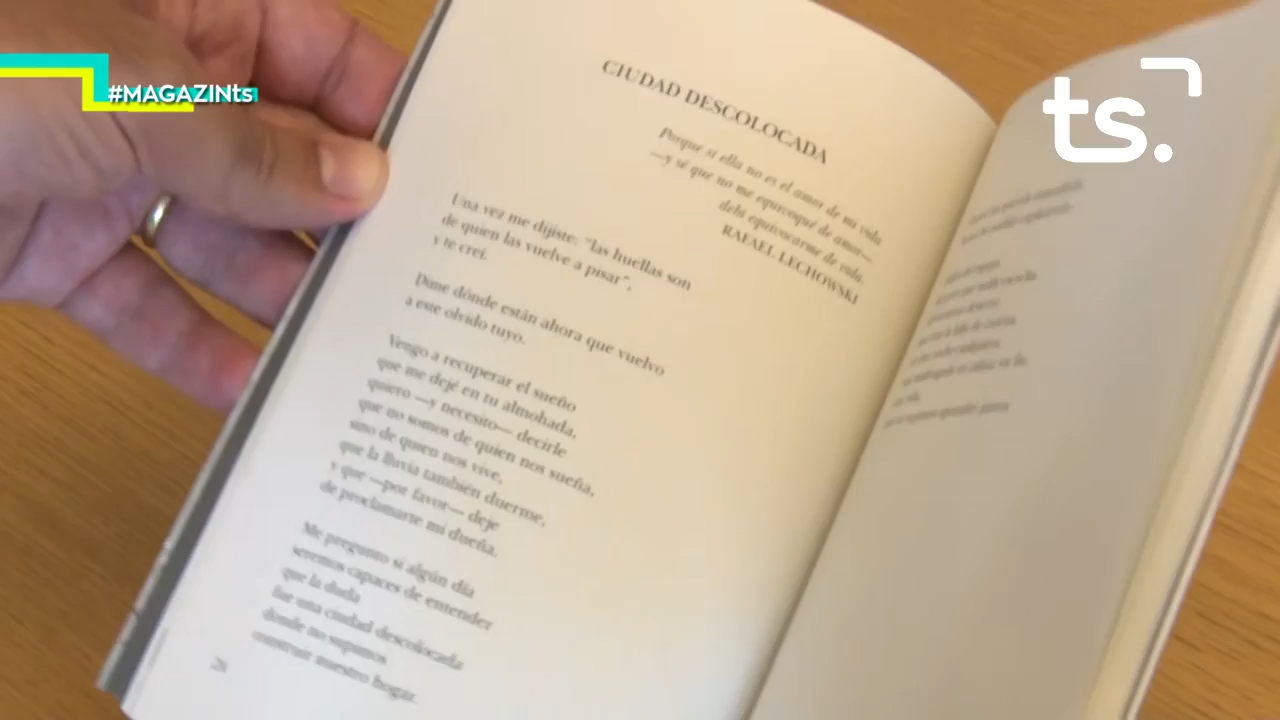 #MAGAZINts
ts.
CIUDAD DESCOLOCADA
Porque si ella no es el amor de mi vida
—y sé que no me equivoqué de amor—
debí equivocarme de vida.
RAFAEL LECHOWSKI
Una vez me dijiste: "las huellas son
de quien las vuelve a pisar",
y te creí.
Dime dónde están ahora que vuelvo
a este olvido tuyo.
Vengo a recuperar el sueño
que me dejé en tu almohada,
quiero —y necesito— decirle
que no somos de quien nos sueña,
sino de quien nos vive,
que la lluvia también duerme,
y que —por favor— deje
de proclamarte mi dueña.
Me pregunto si algún día
seremos capaces de entender
que la duda
fue una ciudad descolocada
donde no supimos
construir nuestro hogar.